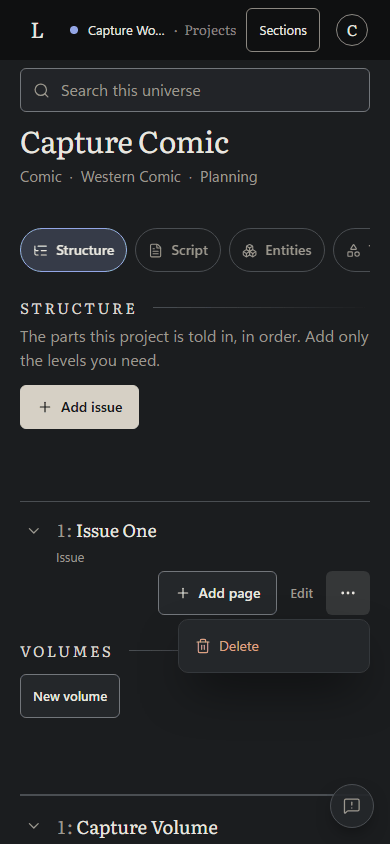 L
Capture Wo... · Projects
Sections
C
Search this universe
Capture Comic
Comic · Western Comic · Planning
Structure
Script
Entities
STRUCTURE
The parts this project is told in, in order. Add only
the levels you need.
+ Add issue
1: Issue One
Issue
+ Add page
Edit
...
Delete
VOLUMES
New volume
1: Capture Volume